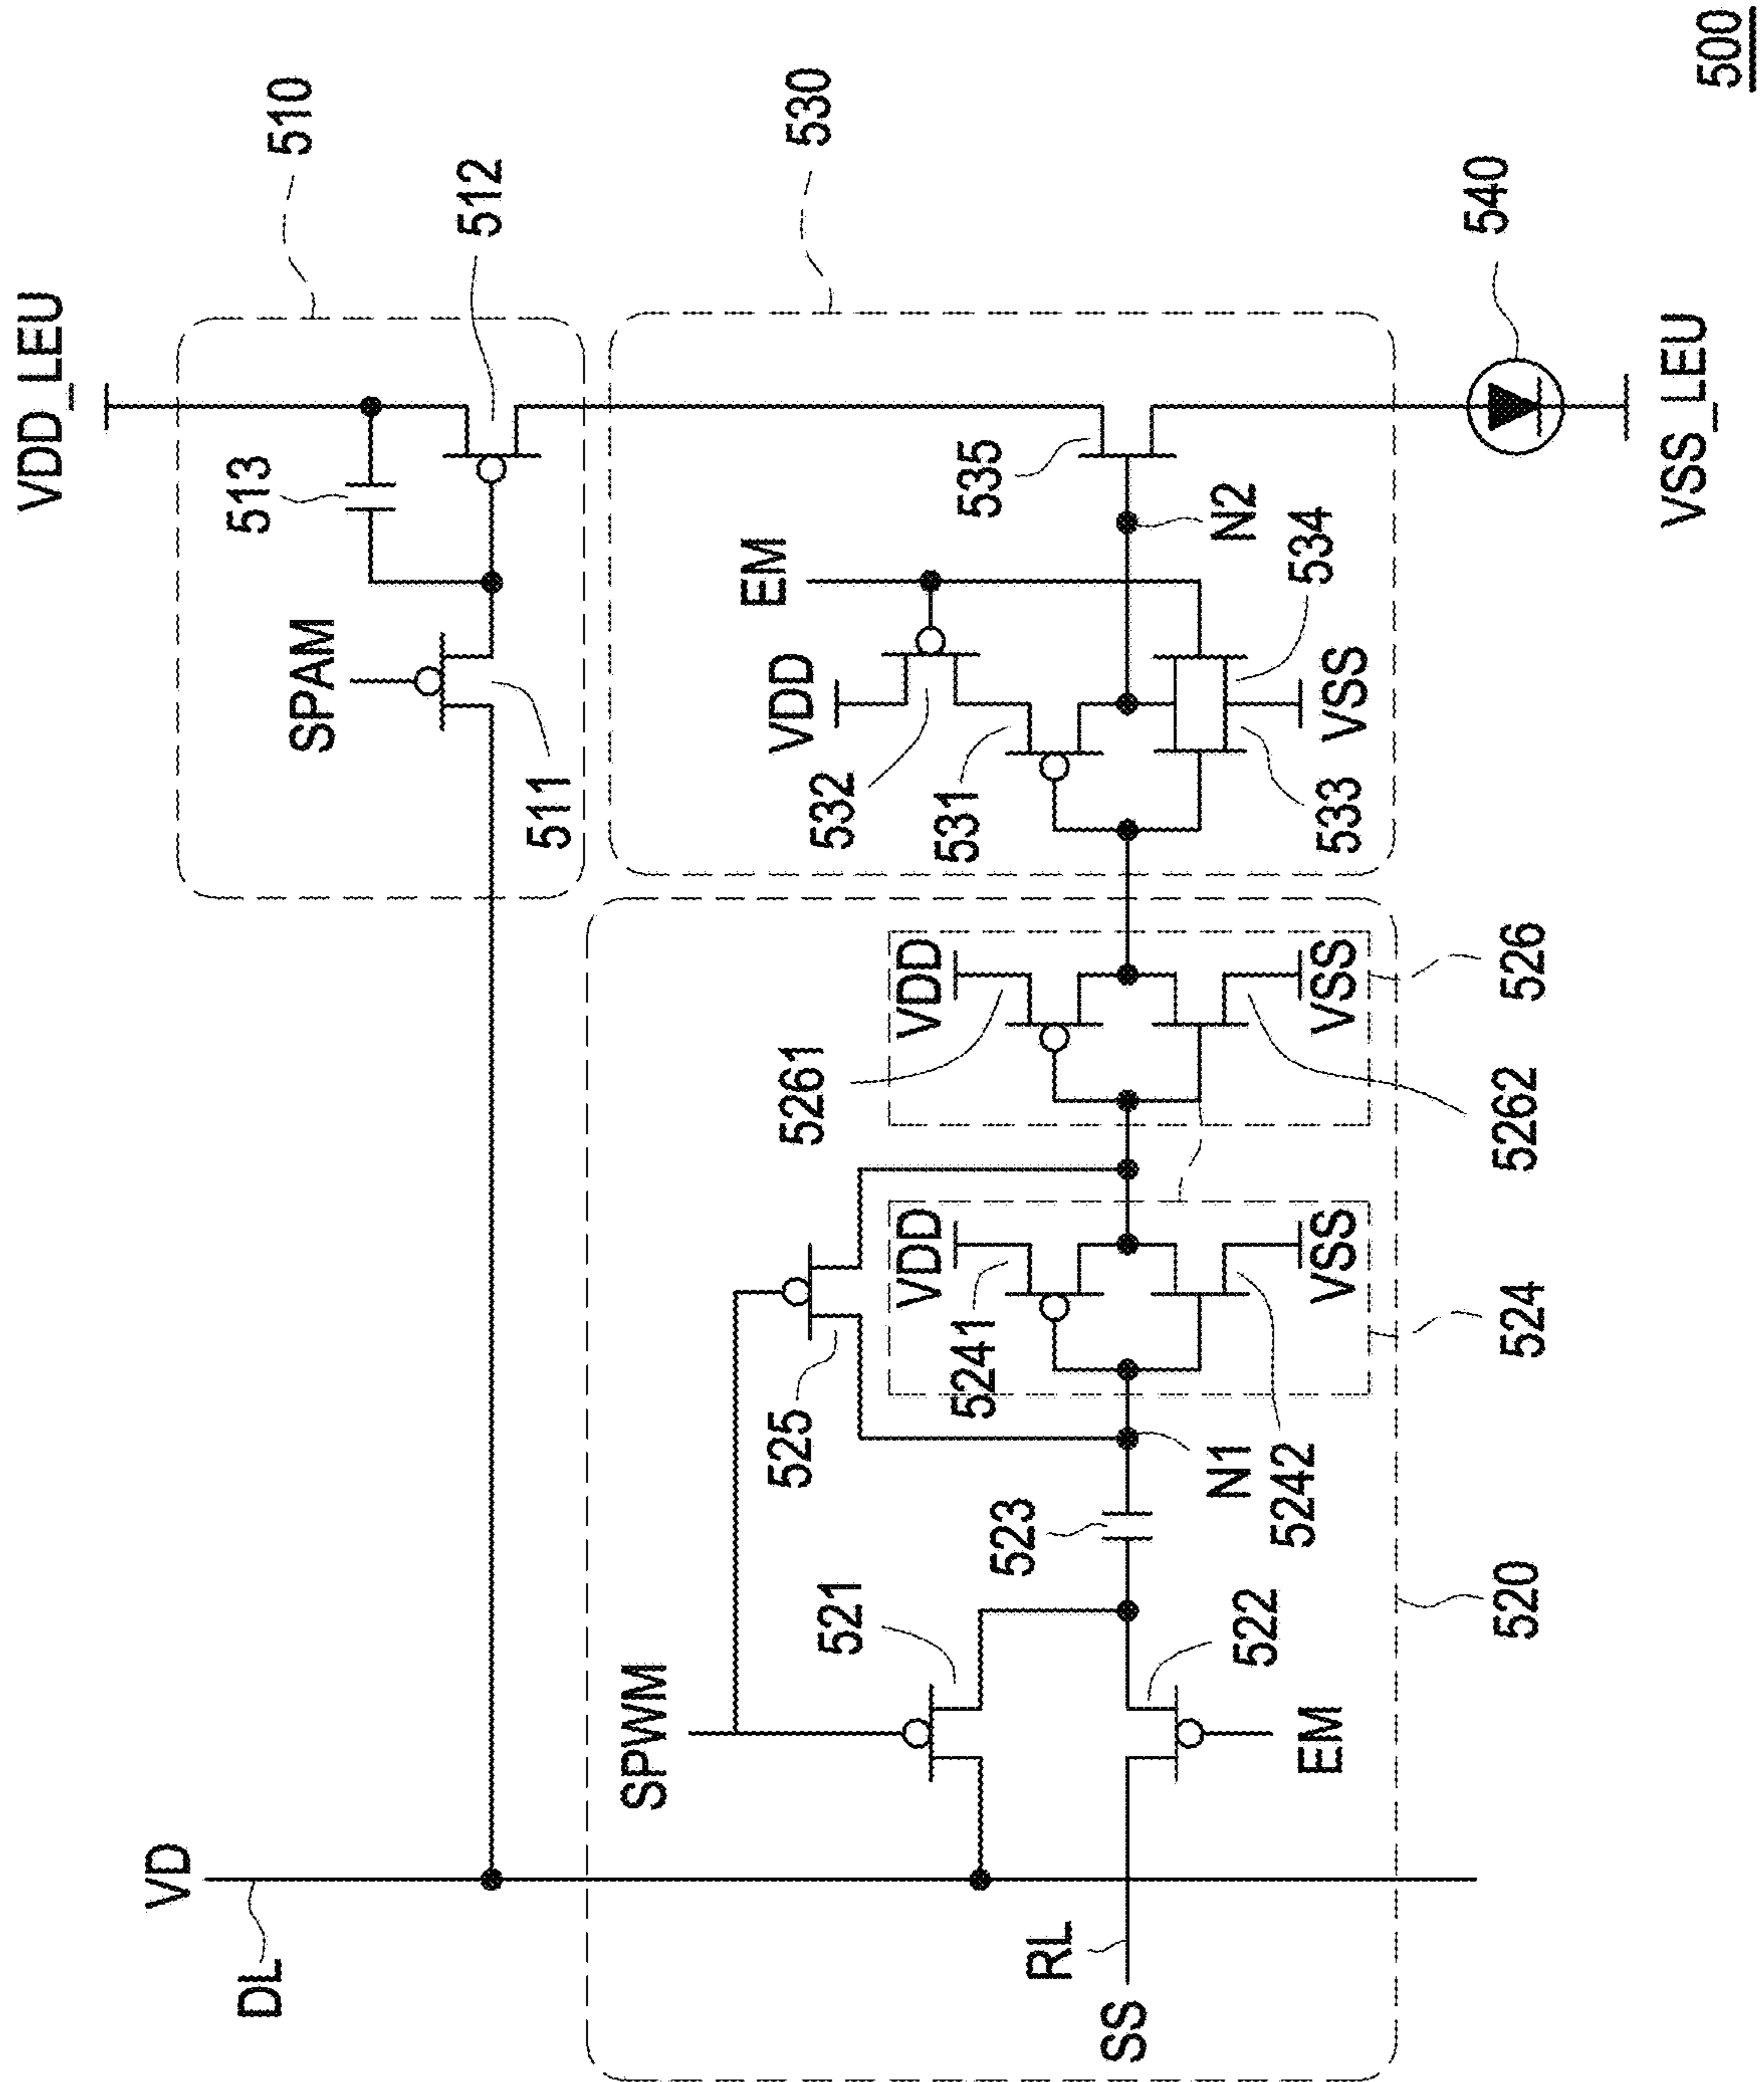 500
VDD_LEU
510
512
513
SPAM
511
530
535
EM
N2
534
VDD
532
531
533
VSS
540
VSS_LEU
VD
DL
SPWM
525
5261
VDD
VSS
526
5262
VDD
5241
VSS
524
N1
5242
523
521
522
EM
520
RL
SS